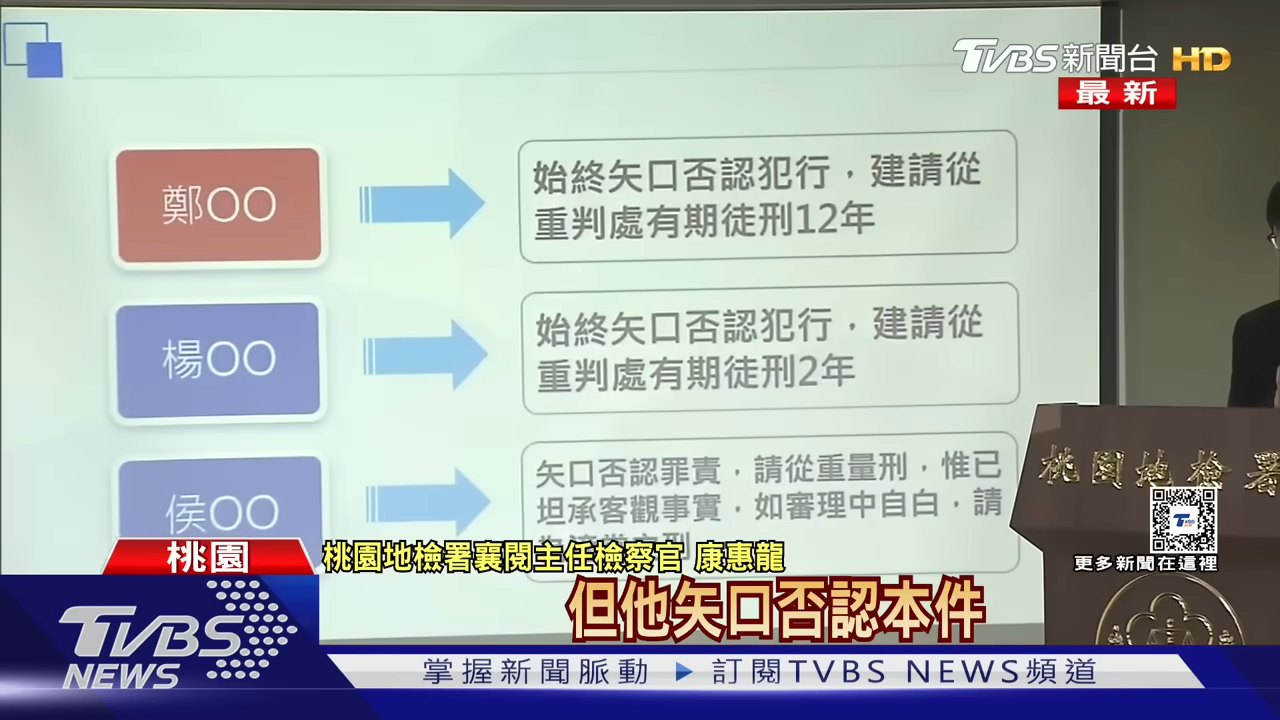 TVBS新聞台 HD
最新
鄭〇〇
始終矢口否認犯行，建請從
重判處有期徒刑12年
楊〇〇
始終矢口否認犯行，建請從
重判處有期徒刑2年
侯〇〇
矢口否認罪責，請從重量刑，惟已
坦承客觀事實，如審理中自白，請
桃園地檢署
TVBS
更多新聞在這裡
桃園
桃園地檢署襄閱主任檢察官 康惠龍
但他矢口否認本件
TVBS
NEWS
掌握新聞脈動 訂閱TVBS NEWS頻道